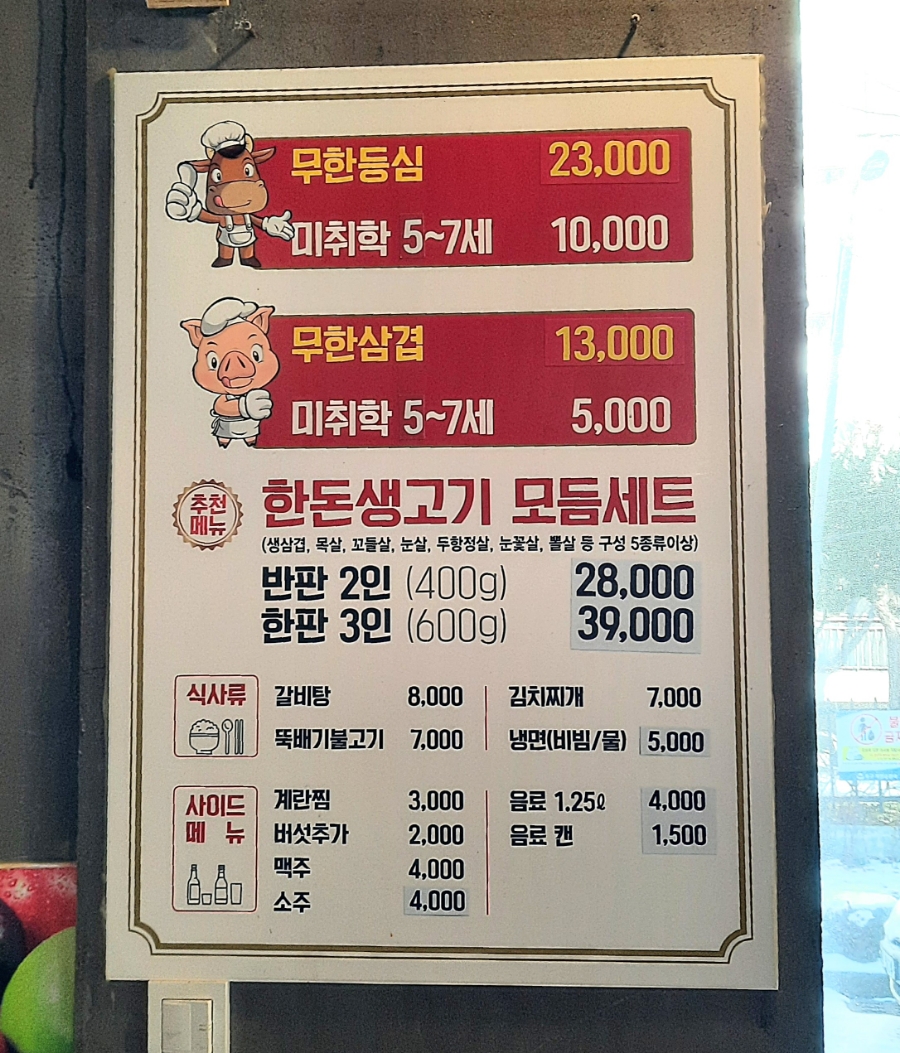 무한등심 23,000
미취학 5~7세 10,000
무한삼겹 13,000
미취학 5~7세 5,000
추천
메뉴
한돈생고기 모듬세트
(생삼겹, 목살, 꼬들살, 눈살, 두항정살, 눈꽃살, 뽈살 등 구성 5종류이상)
반판 2인 (400g) 28,000
한판 3인 (600g) 39,000
식사류
갈비탕 8,000
뚝배기불고기 7,000
김치찌개 7,000
냉면(비빔/물) 5,000
사이드
메 뉴
계란찜 3,000
버섯추가 2,000
맥주 4,000
소주 4,000
음료 1.25ℓ 4,000
음료 캔 1,500